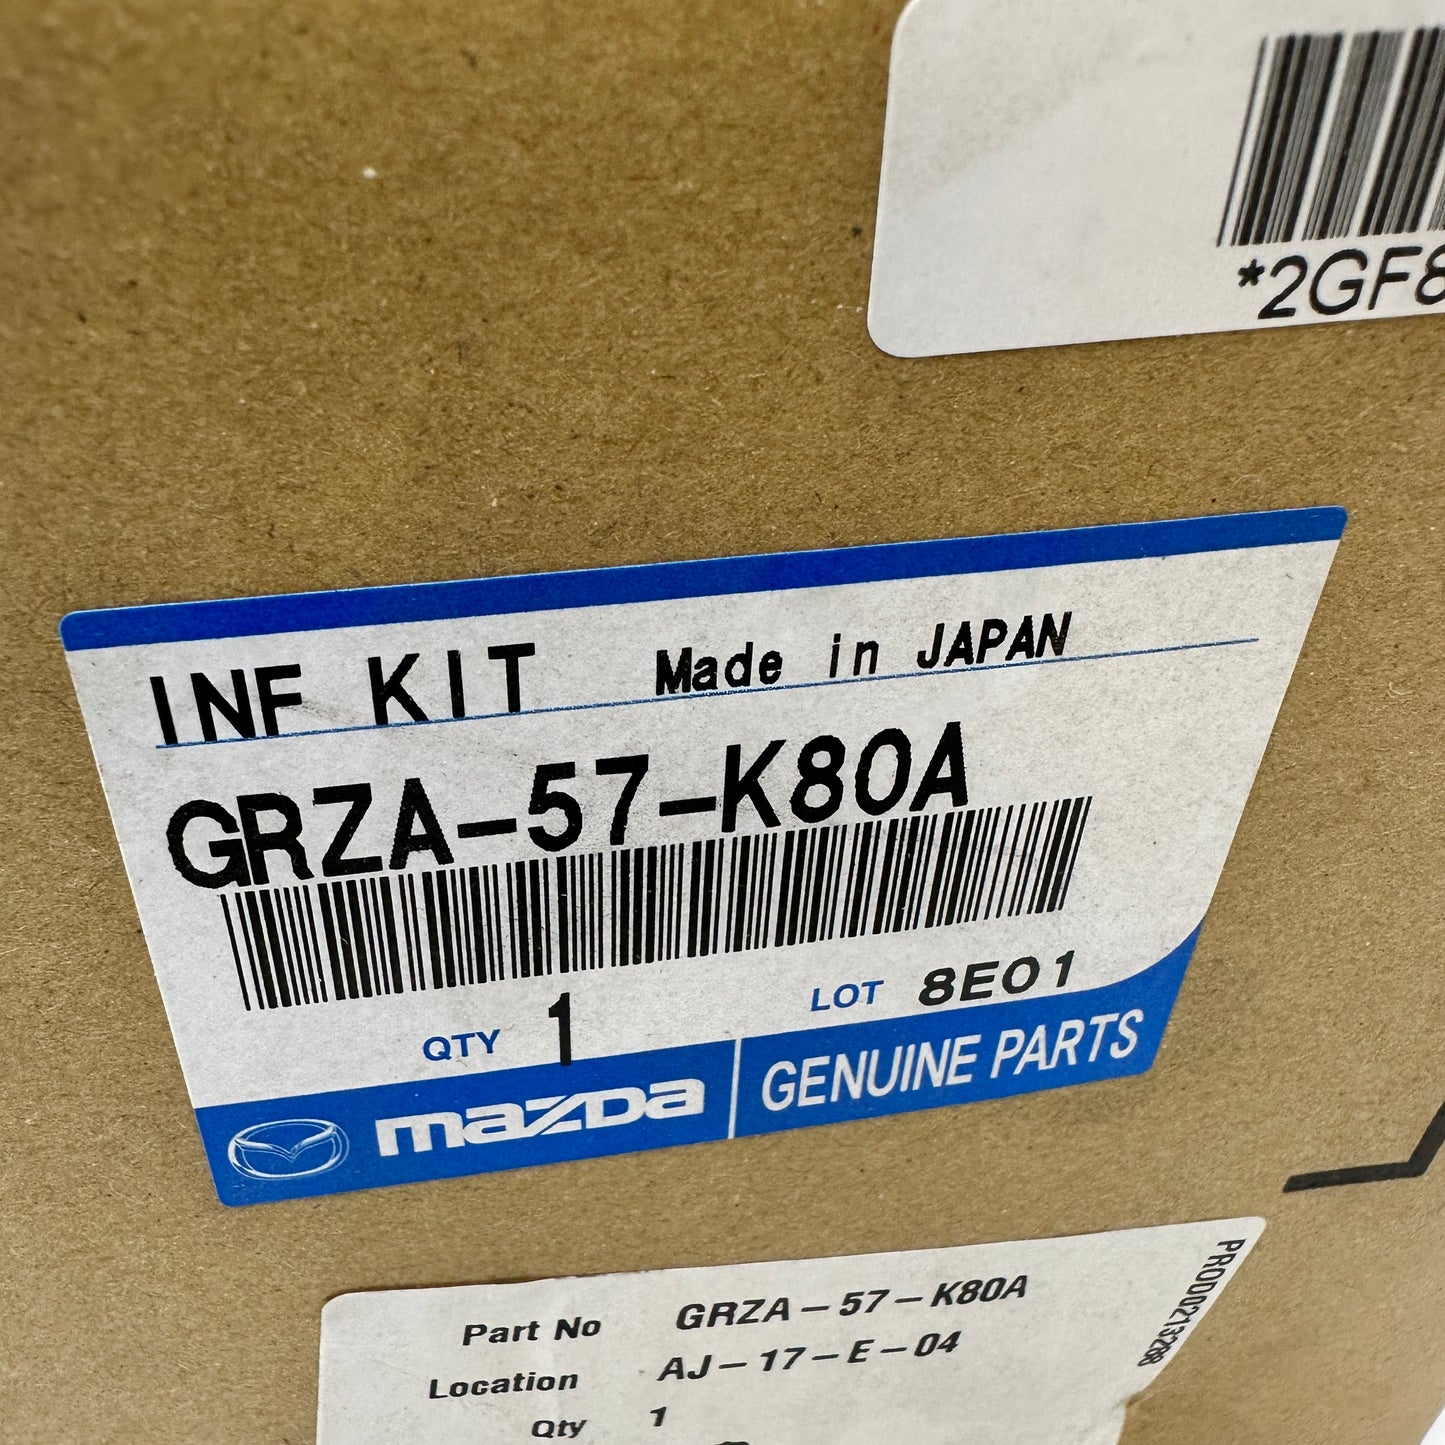 *2GF8
INF KIT Made in JAPAN
GRZA-57-K80A
QTY 1 LOT 8E01
mazda GENUINE PARTS
Part No GRZA-57-K80A
Location AJ-17-E-04
Qty 1
PROD0213288